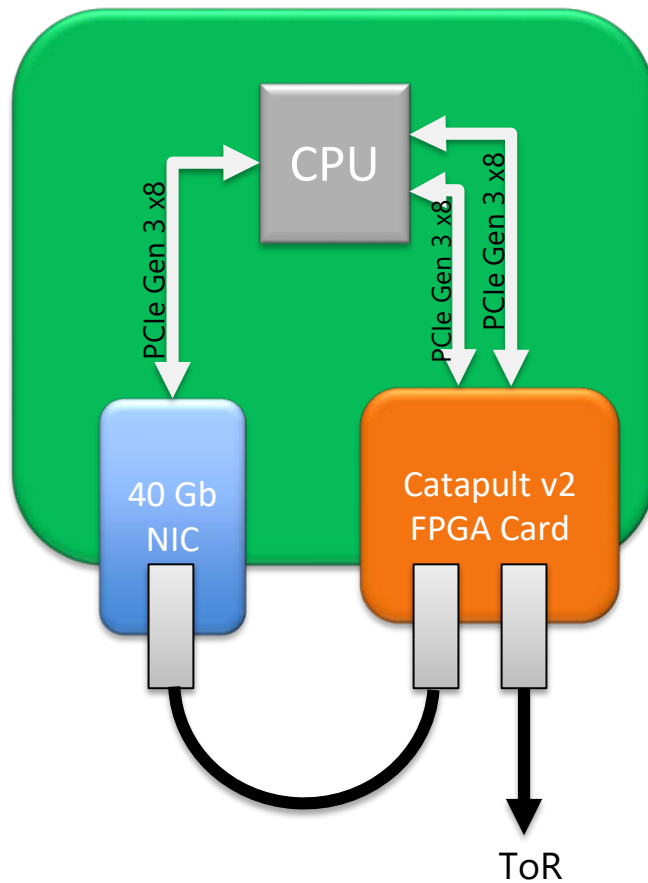 CPU
PCIe Gen 3 x8
PCIe Gen 3 x8
PCIe Gen 3 x8
40 Gb
NIC
Catapult v2
FPGA Card
ToR